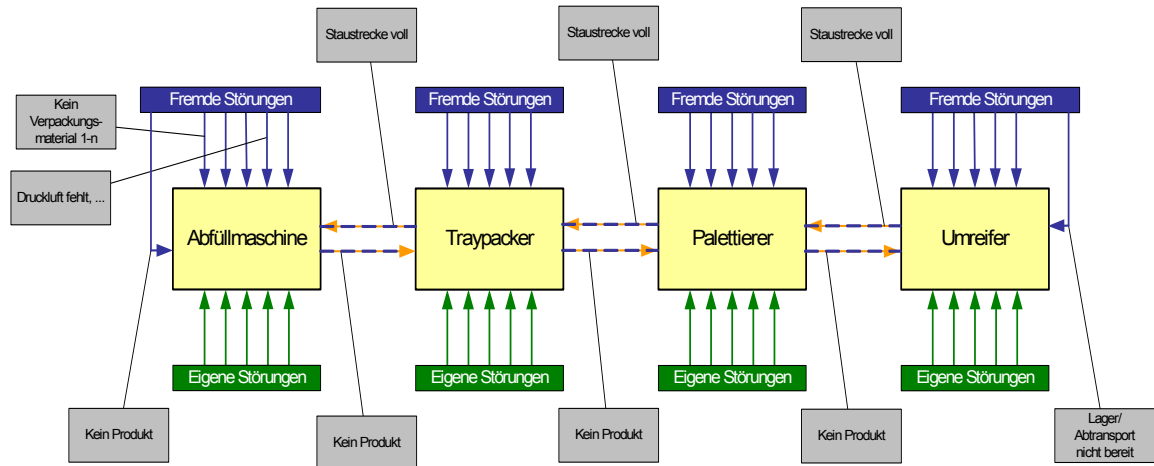 Staustrecke voll
Staustrecke voll
Staustrecke voll
Fremde Störungen
Fremde Störungen
Fremde Störungen
Fremde Störungen
Kein
Verpackungs-
material 1-n
Druckluft fehlt, ...
Abfüllmaschine
Traypacker
Palettierer
Umreifer
Eigene Störungen
Eigene Störungen
Eigene Störungen
Eigene Störungen
Kein Produkt
Kein Produkt
Kein Produkt
Kein Produkt
Lager/
Abtransport
nicht bereit